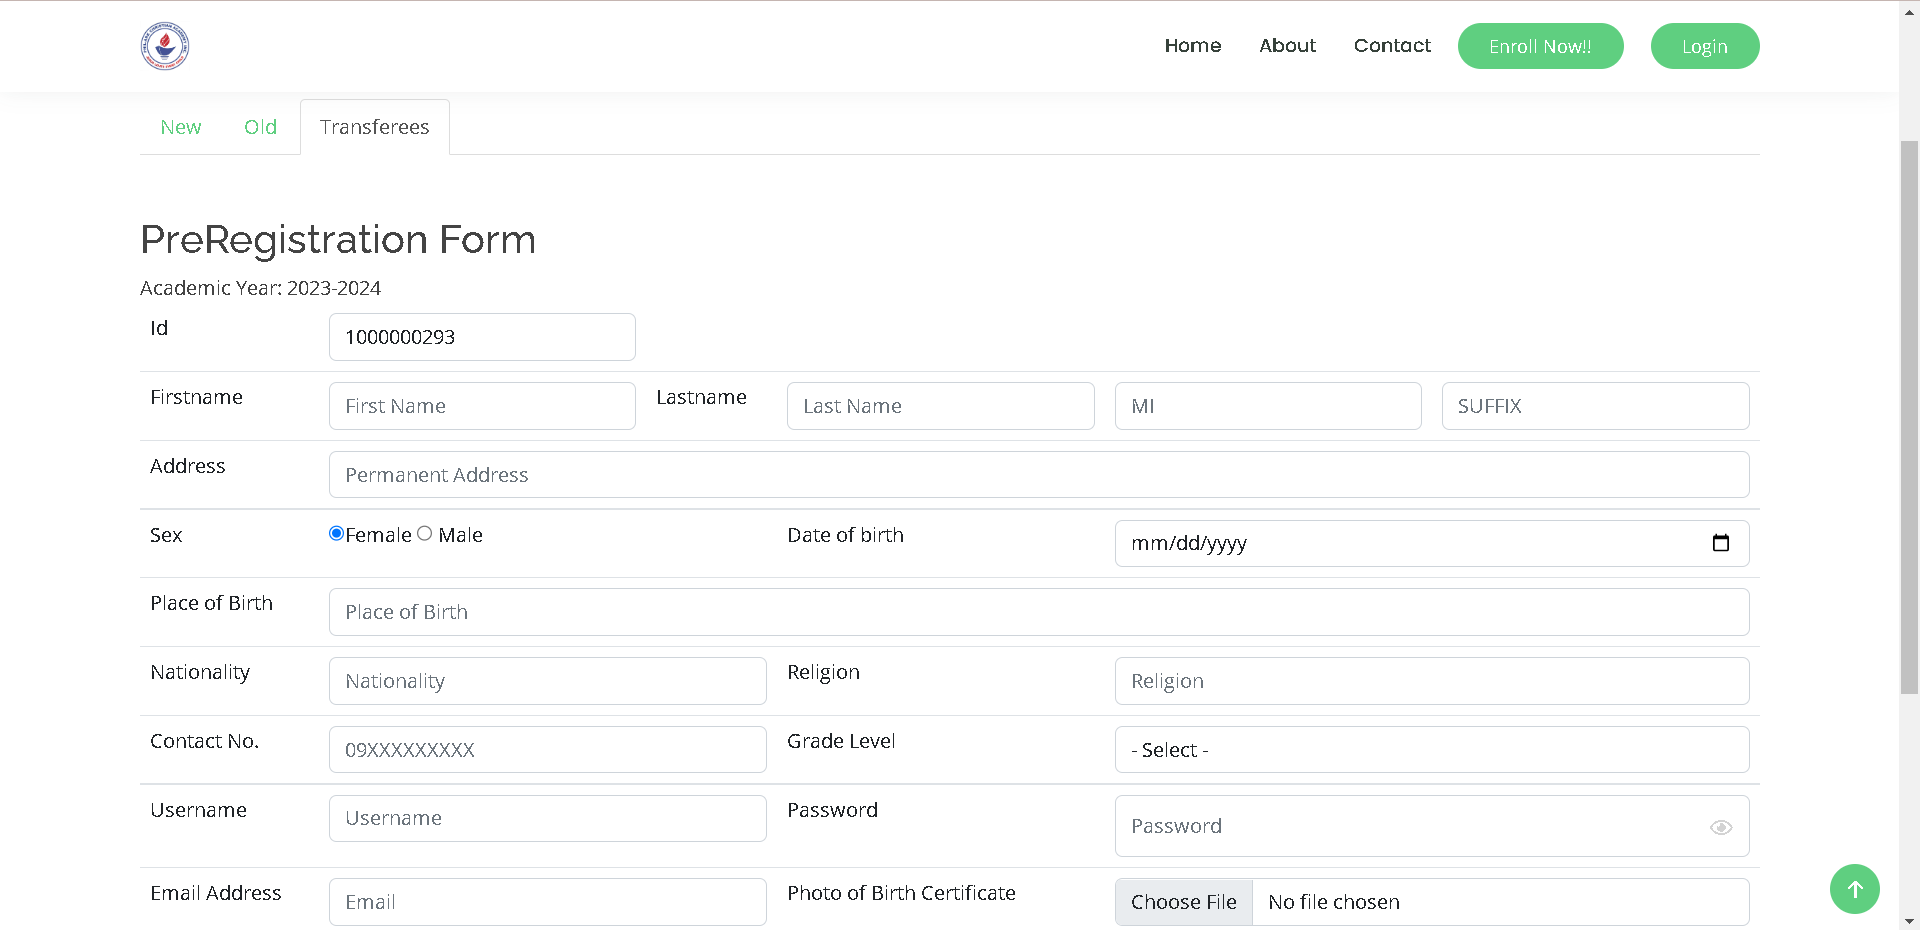 Home About Contact Enroll Now!! Login
New Old Transferees
PreRegistration Form
Academic Year: 2023-2024
Id 1000000293
Firstname First Name Lastname Last Name MI SUFFIX
Address Permanent Address
Sex Female Male Date of birth mm/dd/yyyy
Place of Birth Place of Birth
Nationality Nationality Religion Religion
Contact No. 09XXXXXXXXX Grade Level - Select -
Username Username Password Password
Email Address Email Photo of Birth Certificate Choose File No file chosen